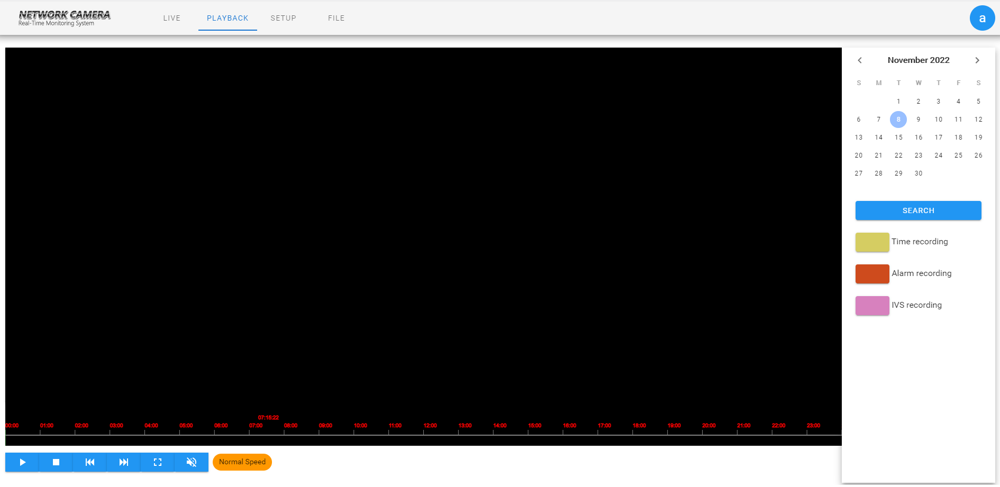 NETWORK CAMERA
Real-Time Monitoring System
LIVE PLAYBACK SETUP FILE
a
November 2022
S M T W T F S
1 2 3 4 5
6 7 8 9 10 11 12
13 14 15 16 17 18 19
20 21 22 23 24 25 26
27 28 29 30
SEARCH
Time recording
Alarm recording
IVS recording
07:15:22
00:00 01:00 02:00 03:00 04:00 05:00 06:00 07:00 08:00 09:00 10:00 11:00 12:00 13:00 14:00 15:00 16:00 17:00 18:00 19:00 20:00 21:00 22:00 23:00
Normal Speed